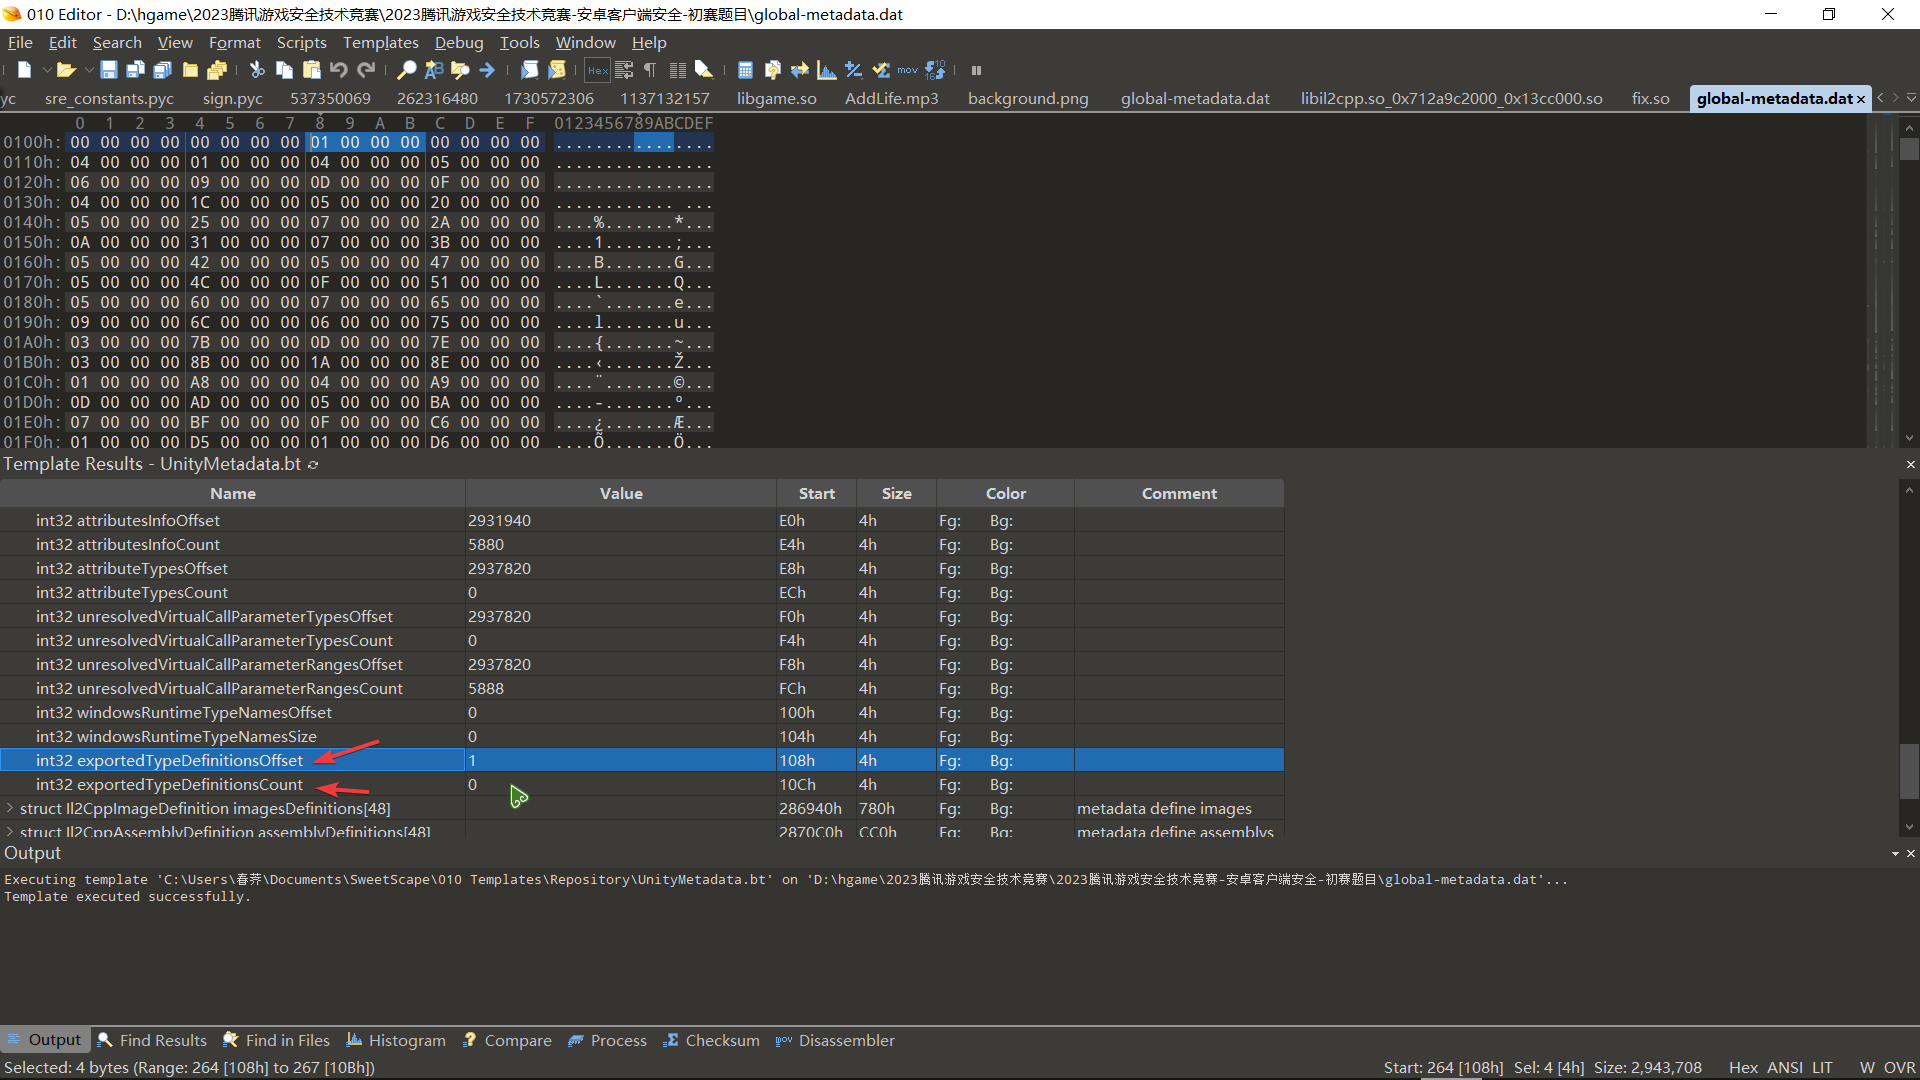 010 Editor - D:\hgame\2023腾讯游戏安全技术竞赛\2023腾讯游戏安全技术竞赛-安卓客户端安全-初赛题目\global-metadata.dat
File Edit Search View Format Scripts Templates Debug Tools Window Help
yc sre_constants.pyc sign.pyc 537350069 262316480 1730572306 1137132157 libgame.so AddLife.mp3 background.png global-metadata.dat libil2cpp.so_0x712a9c2000_0x13cc000.so fix.so global-metadata.dat
0 1 2 3 4 5 6 7 8 9 A B C D E F 0123456789ABCDEF
0100h: 00 00 00 00 00 00 00 00 01 00 00 00 00 00 00 00 ................
0110h: 04 00 00 00 01 00 00 00 04 00 00 00 05 00 00 00 ................
0120h: 06 00 00 00 09 00 00 00 0D 00 00 00 0F 00 00 00 ................
0130h: 04 00 00 00 1C 00 00 00 05 00 00 00 20 00 00 00 ............ ...
0140h: 05 00 00 00 25 00 00 00 07 00 00 00 2A 00 00 00 ....%.......*...
0150h: 0A 00 00 00 31 00 00 00 07 00 00 00 3B 00 00 00 ....1.......;...
0160h: 05 00 00 00 42 00 00 00 05 00 00 00 47 00 00 00 ....B.......G...
0170h: 05 00 00 00 4C 00 00 00 0F 00 00 00 51 00 00 00 ....L.......Q...
0180h: 05 00 00 00 60 00 00 00 07 00 00 00 65 00 00 00 ....`.......e...
0190h: 09 00 00 00 6C 00 00 00 06 00 00 00 75 00 00 00 ....l.......u...
01A0h: 03 00 00 00 7B 00 00 00 0D 00 00 00 7E 00 00 00 ....{.......~...
01B0h: 03 00 00 00 8B 00 00 00 1A 00 00 00 8E 00 00 00 ....‹.......Ž...
01C0h: 01 00 00 00 A8 00 00 00 04 00 00 00 A9 00 00 00 ....¨.......©...
01D0h: 0D 00 00 00 AD 00 00 00 05 00 00 00 BA 00 00 00 ....-.......º...
01E0h: 07 00 00 00 BF 00 00 00 0F 00 00 00 C6 00 00 00 ....¿.......Æ...
01F0h: 01 00 00 00 D5 00 00 00 01 00 00 00 D6 00 00 00 ....Õ.......Ö...
Template Results - UnityMetadata.bt
Name Value Start Size Color Comment
int32 attributesInfoOffset 2931940 E0h 4h Fg: Bg:
int32 attributesInfoCount 5880 E4h 4h Fg: Bg:
int32 attributeTypesOffset 2937820 E8h 4h Fg: Bg:
int32 attributeTypesCount 0 ECh 4h Fg: Bg:
int32 unresolvedVirtualCallParameterTypesOffset 2937820 F0h 4h Fg: Bg:
int32 unresolvedVirtualCallParameterTypesCount 0 F4h 4h Fg: Bg:
int32 unresolvedVirtualCallParameterRangesOffset 2937820 F8h 4h Fg: Bg:
int32 unresolvedVirtualCallParameterRangesCount 5888 FCh 4h Fg: Bg:
int32 windowsRuntimeTypeNamesOffset 0 100h 4h Fg: Bg:
int32 windowsRuntimeTypeNamesSize 0 104h 4h Fg: Bg:
int32 exportedTypeDefinitionsOffset 1 108h 4h Fg: Bg:
int32 exportedTypeDefinitionsCount 0 10Ch 4h Fg: Bg:
struct Il2CppImageDefinition imagesDefinitions[48] 286940h 780h Fg: Bg: metadata define images
struct Il2CppAssemblyDefinition assemblyDefinitions[48] 2870C0h CC0h Fg: Bg: metadata define assemblys
Output
Executing template 'C:\Users\春荠\Documents\SweetScape\010 Templates\Repository\UnityMetadata.bt' on 'D:\hgame\2023腾讯游戏安全技术竞赛\2023腾讯游戏安全技术竞赛-安卓客户端安全-初赛题目\global-metadata.dat'...
Template executed successfully.
Output Find Results Find in Files Histogram Compare Process Checksum Disassembler
Selected: 4 bytes (Range: 264 [108h] to 267 [10Bh]) Start: 264 [108h] Sel: 4 [4h] Size: 2,943,708 Hex ANSI LIT W OVR